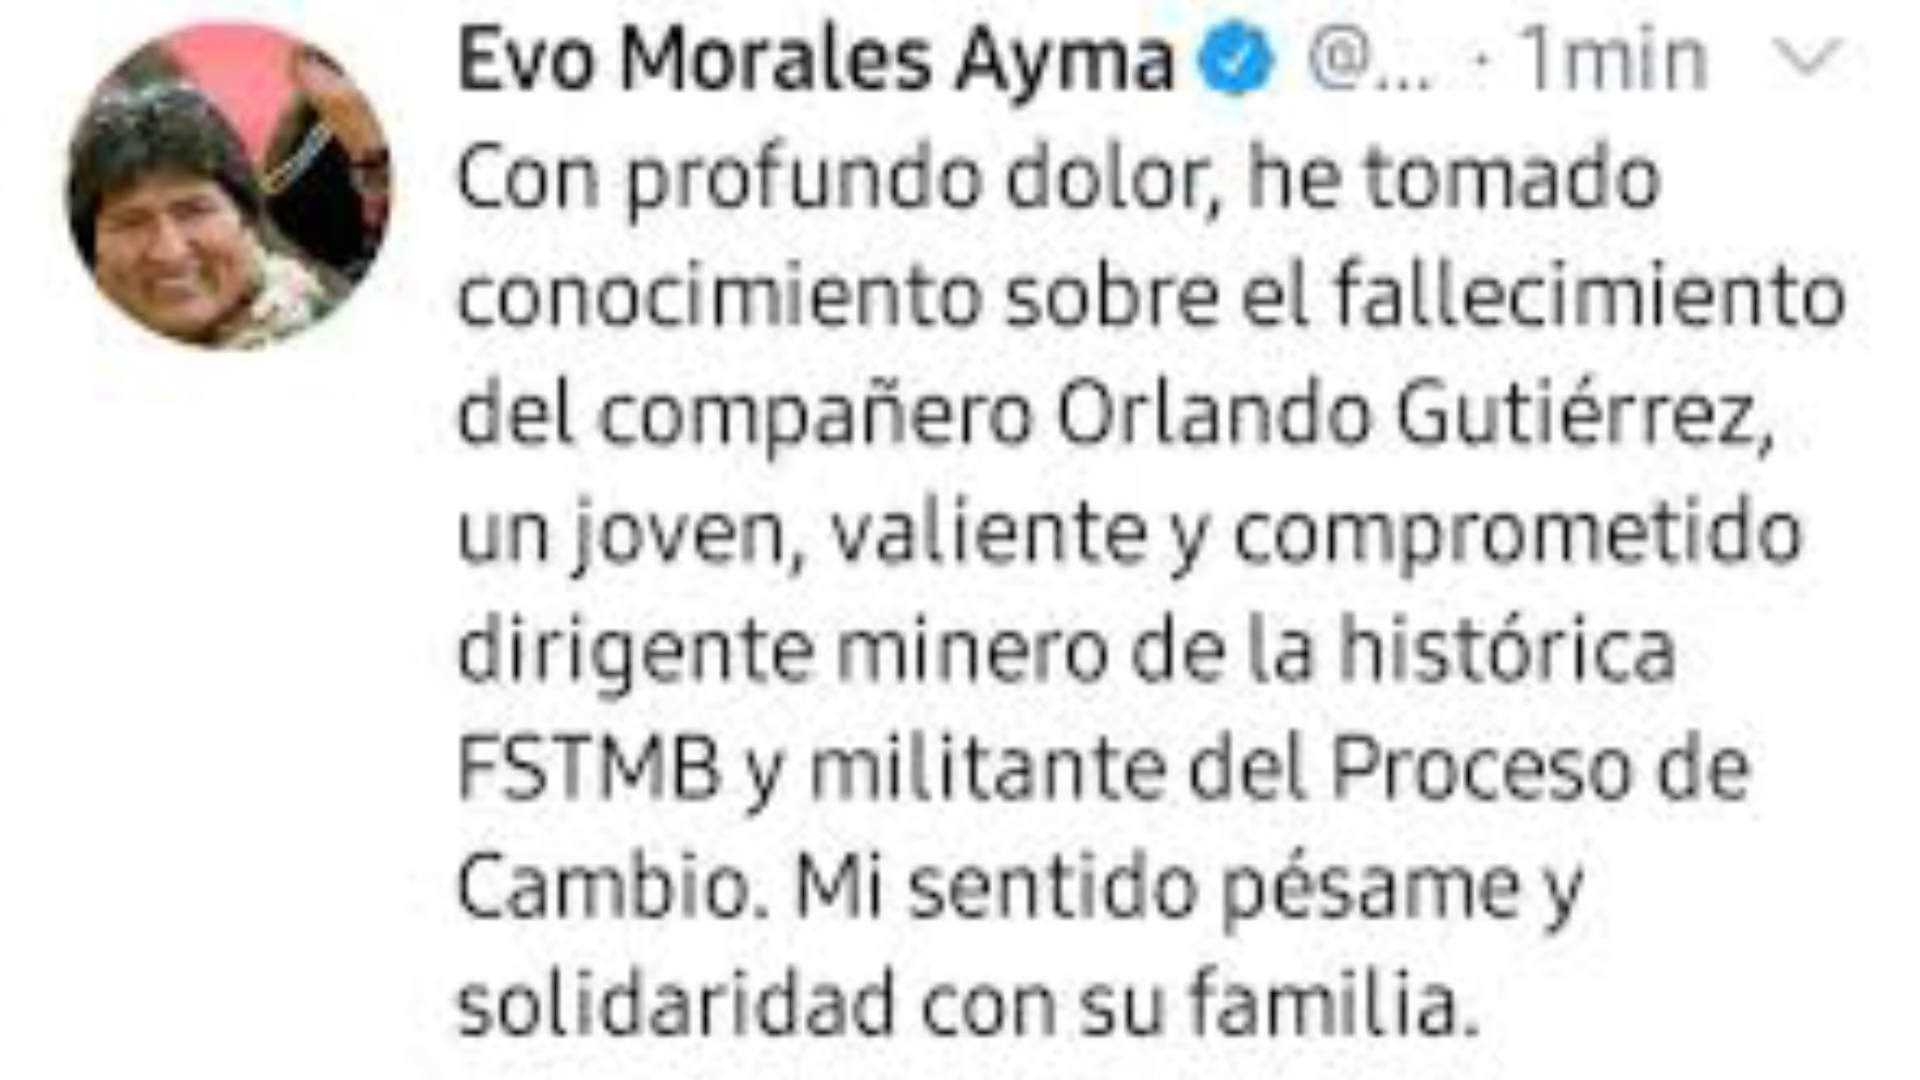 Evo Morales Ayma @... · 1min
Con profundo dolor, he tomado
conocimiento sobre el fallecimiento
del compañero Orlando Gutiérrez,
un joven, valiente y comprometido
dirigente minero de la histórica
FSTMB y militante del Proceso de
Cambio. Mi sentido pésame y
solidaridad con su familia.